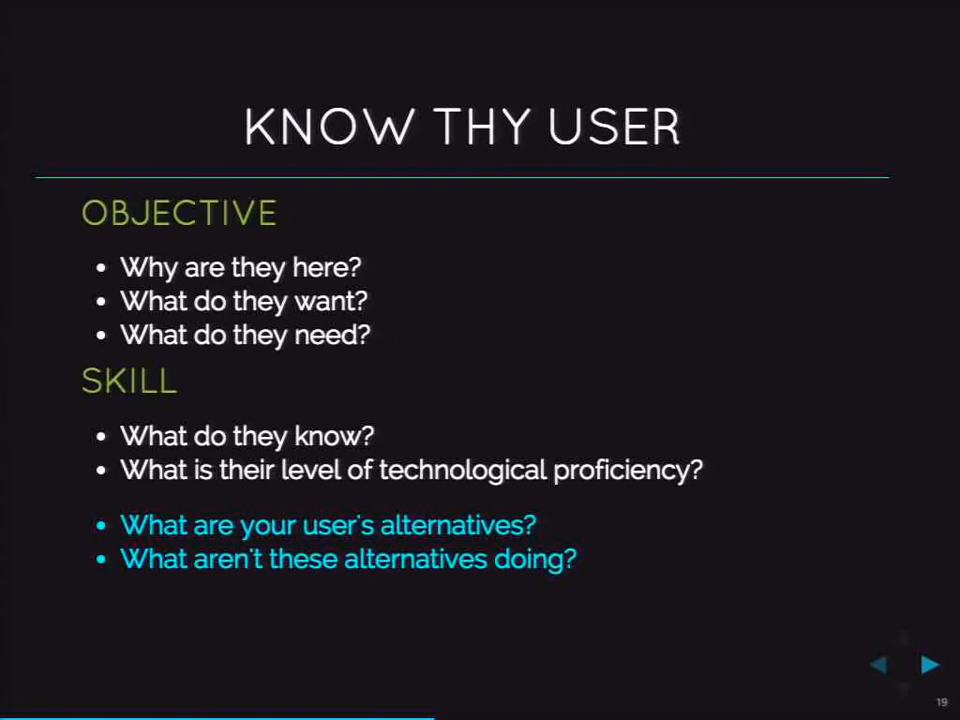 KNOW THY USER
OBJECTIVE
• Why are they here?
• What do they want?
• What do they need?
SKILL
• What do they know?
• What is their level of technological proficiency?
• What are your user's alternatives?
• What aren't these alternatives doing?
19